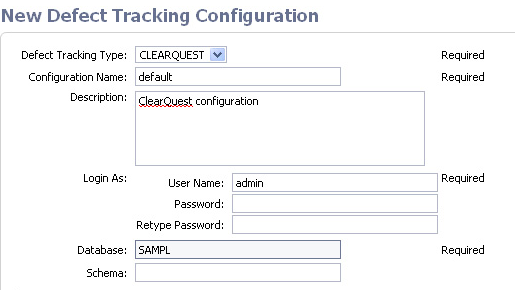 New Defect Tracking Configuration
Defect Tracking Type: CLEARQUEST Required
Configuration Name: default Required
Description: ClearQuest configuration
Login As: User Name: admin Required
Password:
Retype Password:
Database: SAMPL Required
Schema: